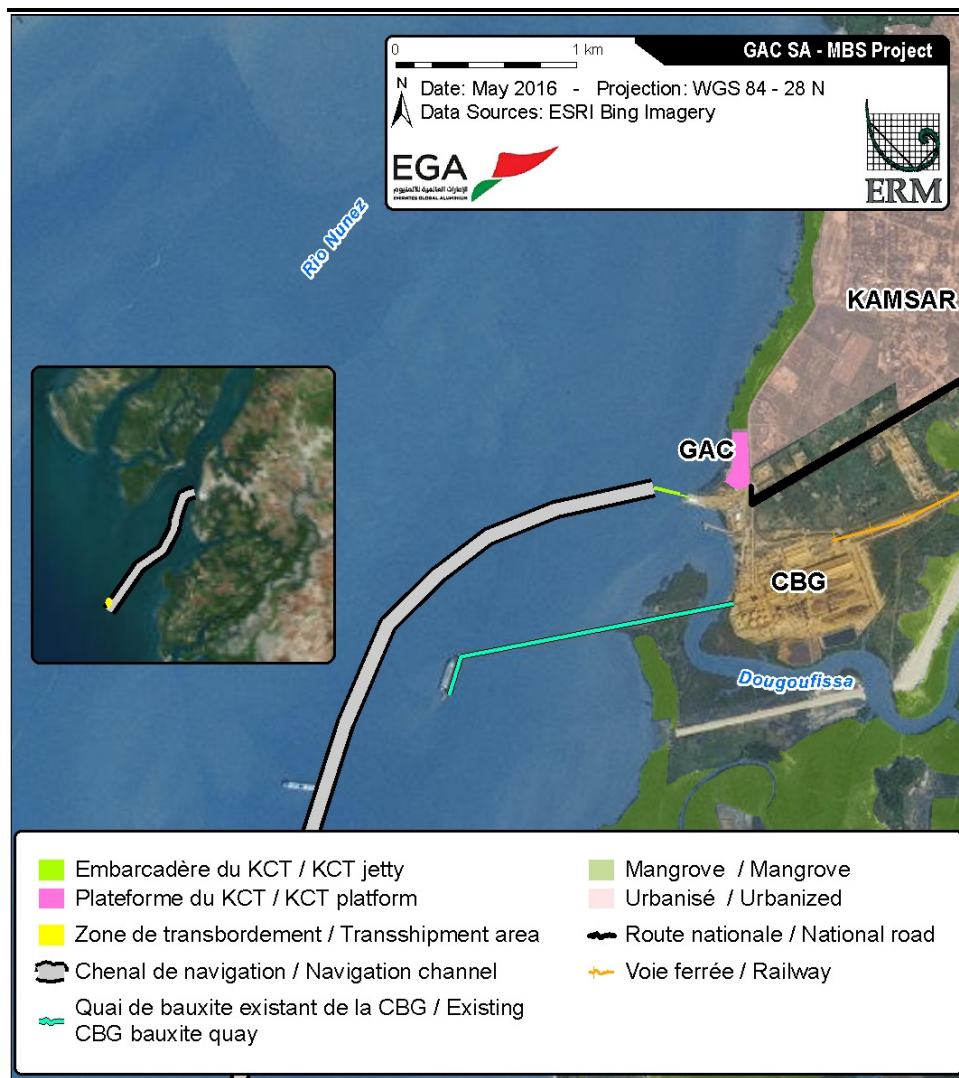 0 1 km
GAC SA - MBS Project
N
Date: May 2016 - Projection: WGS 84 - 28 N
Data Sources: ESRI Bing Imagery
EGA
الإمارات العالمية للألمنيوم
EMIRATES GLOBAL ALUMINIUM
ERM
Rio Nunez
KAMSAR
GAC
CBG
Dougoufissa
Embarcadère du KCT / KCT jetty
Plateforme du KCT / KCT platform
Zone de transbordement / Transshipment area
Chenal de navigation / Navigation channel
Quai de bauxite existant de la CBG / Existing
CBG bauxite quay
Mangrove / Mangrove
Urbanisé / Urbanized
Route nationale / National road
Voie ferrée / Railway